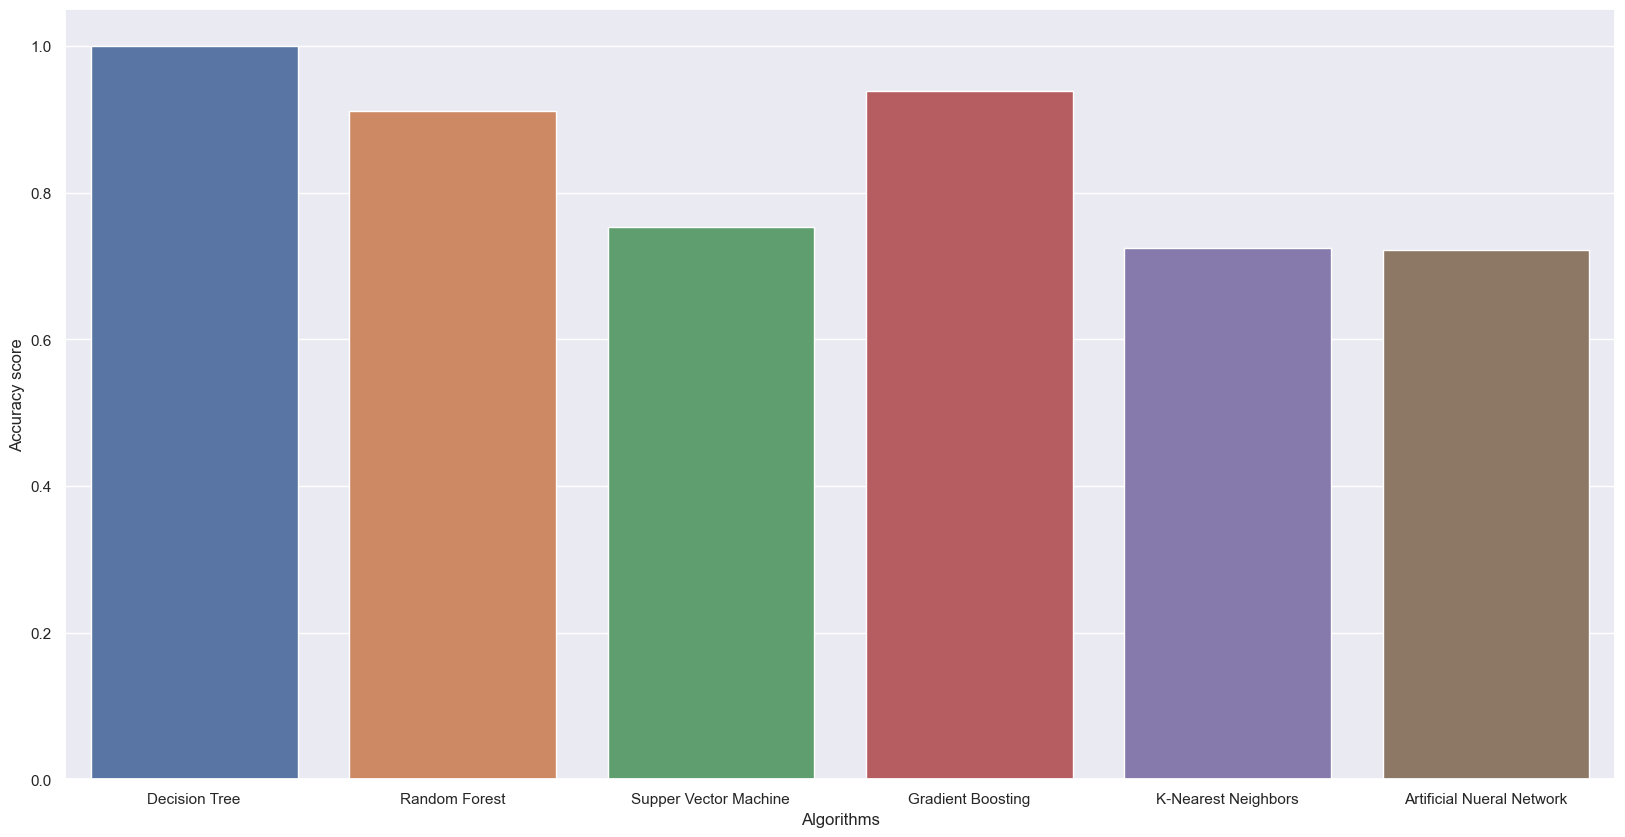 1.0
0.8
0.6
0.4
0.2
0.0
Accuracy score
Decision Tree
Random Forest
Supper Vector Machine
Gradient Boosting
K-Nearest Neighbors
Artificial Nueral Network
Algorithms